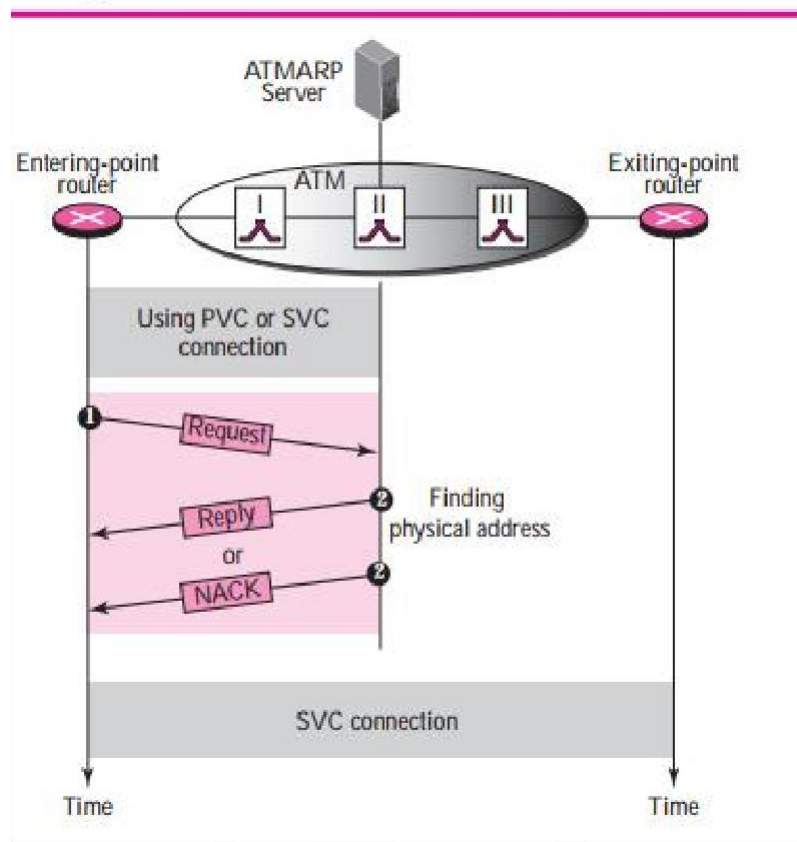 ATMARP
Server
Entering-point
router
Exiting-point
router
ATM
I
II
III
Using PVC or SVC
connection
1
Request
2
Reply
Finding
physical address
or
2
NACK
SVC connection
Time
Time